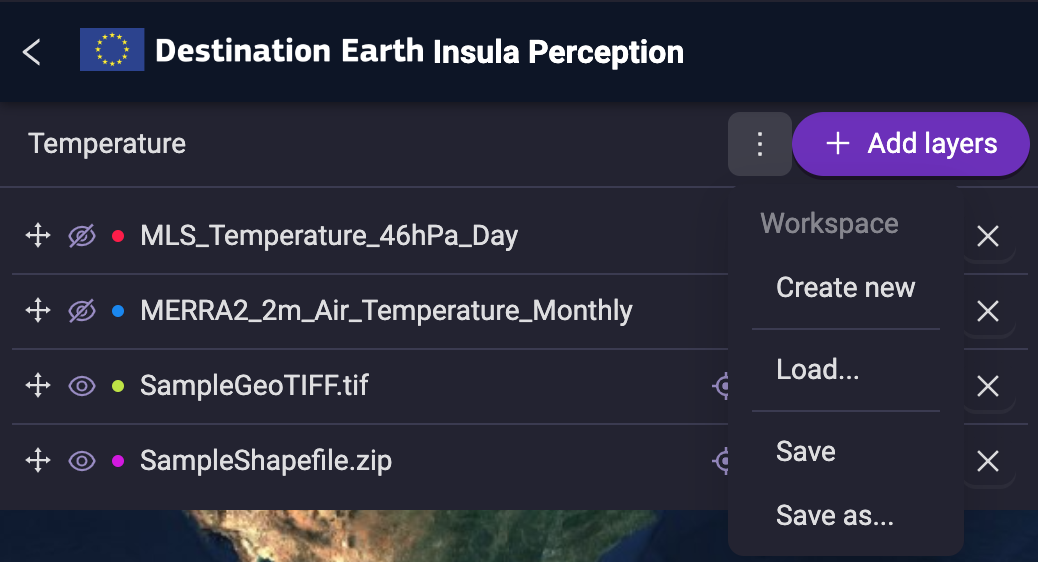 Destination Earth Insula Perception
Temperature
+ Add layers
Workspace
MLS_Temperature_46hPa_Day
Create new
MERRA2_2m_Air_Temperature_Monthly
Load...
SampleGeoTIFF.tif
Save
SampleShapefile.zip
Save as...